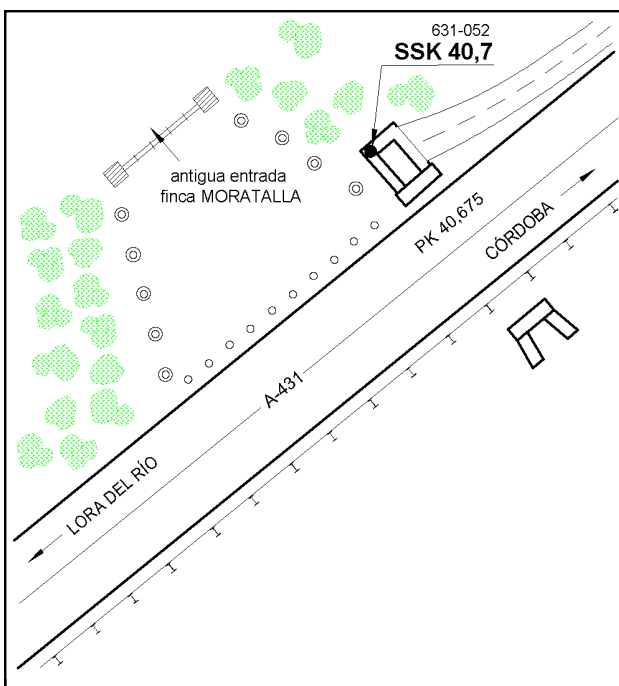 631-052
SSK 40,7
antigua entrada
finca MORATALLA
PK 40,675
CÓRDOBA
A-431
LORA DEL RÍO